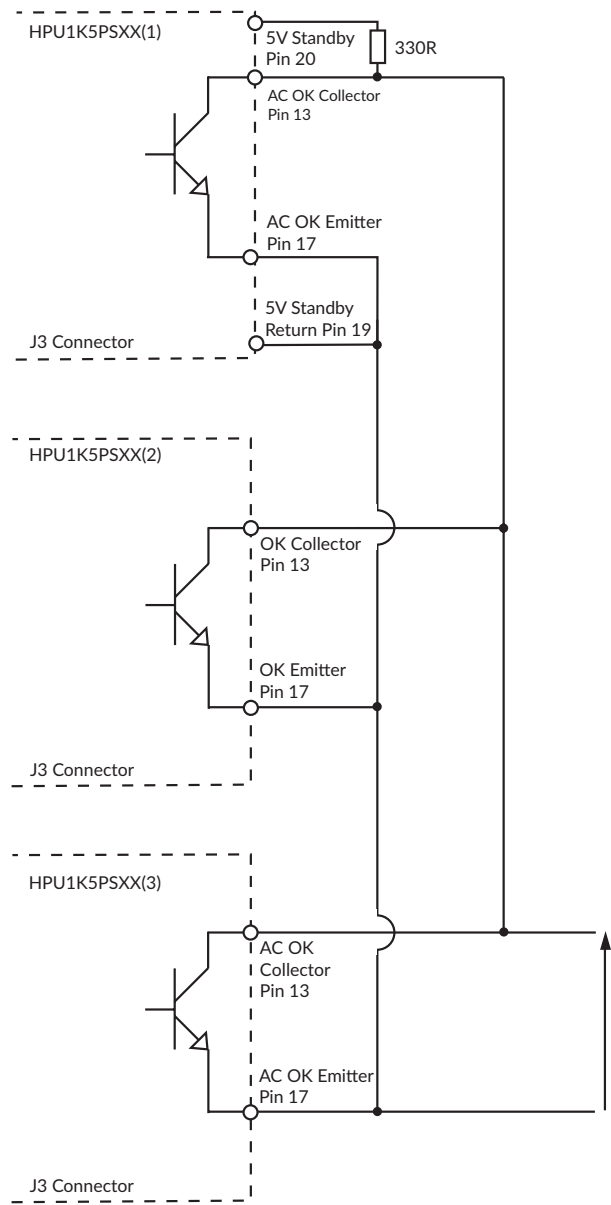 HPU1K5PSXX(1)
5V Standby
Pin 20
330R
AC OK Collector
Pin 13
AC OK Emitter
Pin 17
5V Standby
Return Pin 19
J3 Connector
HPU1K5PSXX(2)
OK Collector
Pin 13
OK Emitter
Pin 17
J3 Connector
HPU1K5PSXX(3)
AC OK
Collector
Pin 13
AC OK Emitter
Pin 17
J3 Connector